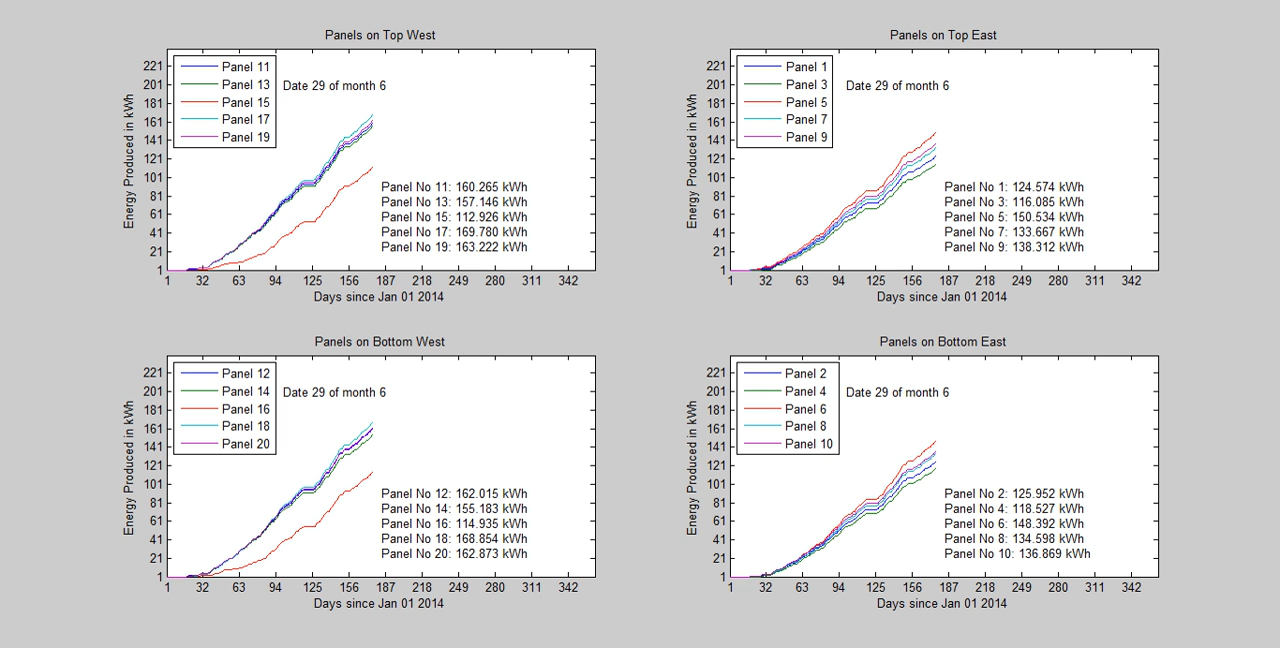 Panels on Top West
Energy Produced in kWh
221
201
181
161
141
121
101
81
61
41
21
1
Panel 11
Panel 13
Panel 15
Panel 17
Panel 19
Date 29 of month 6
Panel No 11: 160.265 kWh
Panel No 13: 157.146 kWh
Panel No 15: 112.926 kWh
Panel No 17: 169.780 kWh
Panel No 19: 163.222 kWh
1 32 63 94 125 156 187 218 249 280 311 342
Days since Jan 01 2014
Panels on Top East
Energy Produced in kWh
221
201
181
161
141
121
101
81
61
41
21
1
Panel 1
Panel 3
Panel 5
Panel 7
Panel 9
Date 29 of month 6
Panel No 1: 124.574 kWh
Panel No 3: 116.085 kWh
Panel No 5: 150.534 kWh
Panel No 7: 133.667 kWh
Panel No 9: 138.312 kWh
1 32 63 94 125 156 187 218 249 280 311 342
Days since Jan 01 2014
Panels on Bottom West
Energy Produced in kWh
221
201
181
161
141
121
101
81
61
41
21
1
Panel 12
Panel 14
Panel 16
Panel 18
Panel 20
Date 29 of month 6
Panel No 12: 162.015 kWh
Panel No 14: 155.183 kWh
Panel No 16: 114.935 kWh
Panel No 18: 168.854 kWh
Panel No 20: 162.873 kWh
1 32 63 94 125 156 187 218 249 280 311 342
Days since Jan 01 2014
Panels on Bottom East
Energy Produced in kWh
221
201
181
161
141
121
101
81
61
41
21
1
Panel 2
Panel 4
Panel 6
Panel 8
Panel 10
Date 29 of month 6
Panel No 2: 125.952 kWh
Panel No 4: 118.527 kWh
Panel No 6: 148.392 kWh
Panel No 8: 134.598 kWh
Panel No 10: 136.869 kWh
1 32 63 94 125 156 187 218 249 280 311 342
Days since Jan 01 2014